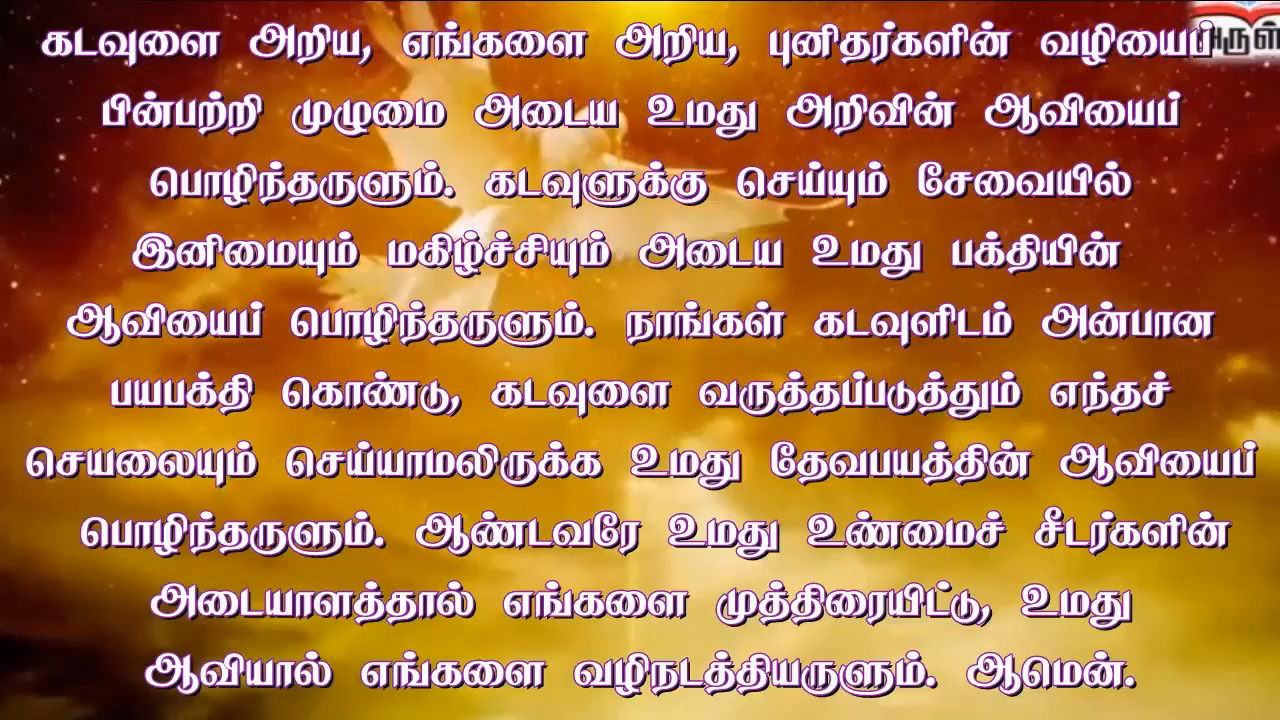 கடவுளை அறிய, எங்களை அறிய, புனிதர்களின் வழியைப்
பின்பற்றி முழுமை அடைய உமது அறிவின் ஆவியைப்
பொழிந்தருளும். கடவுளுக்கு செய்யும் சேவையில்
இனிமையும் மகிழ்ச்சியும் அடைய உமது பக்தியின்
ஆவியைப் பொழிந்தருளும். நாங்கள் கடவுளிடம் அன்பான
பயபக்தி கொண்டு, கடவுளை வருத்தப்படுத்தும் எந்தச்
செயலையும் செய்யாமலிருக்க உமது தேவபயத்தின் ஆவியைப்
பொழிந்தருளும். ஆண்டவரே உமது உண்மைச் சீடர்களின்
அடையாளத்தால் எங்களை முத்திரையிட்டு, உமது
ஆவியால் எங்களை வழிநடத்தியருளும். ஆமென்.